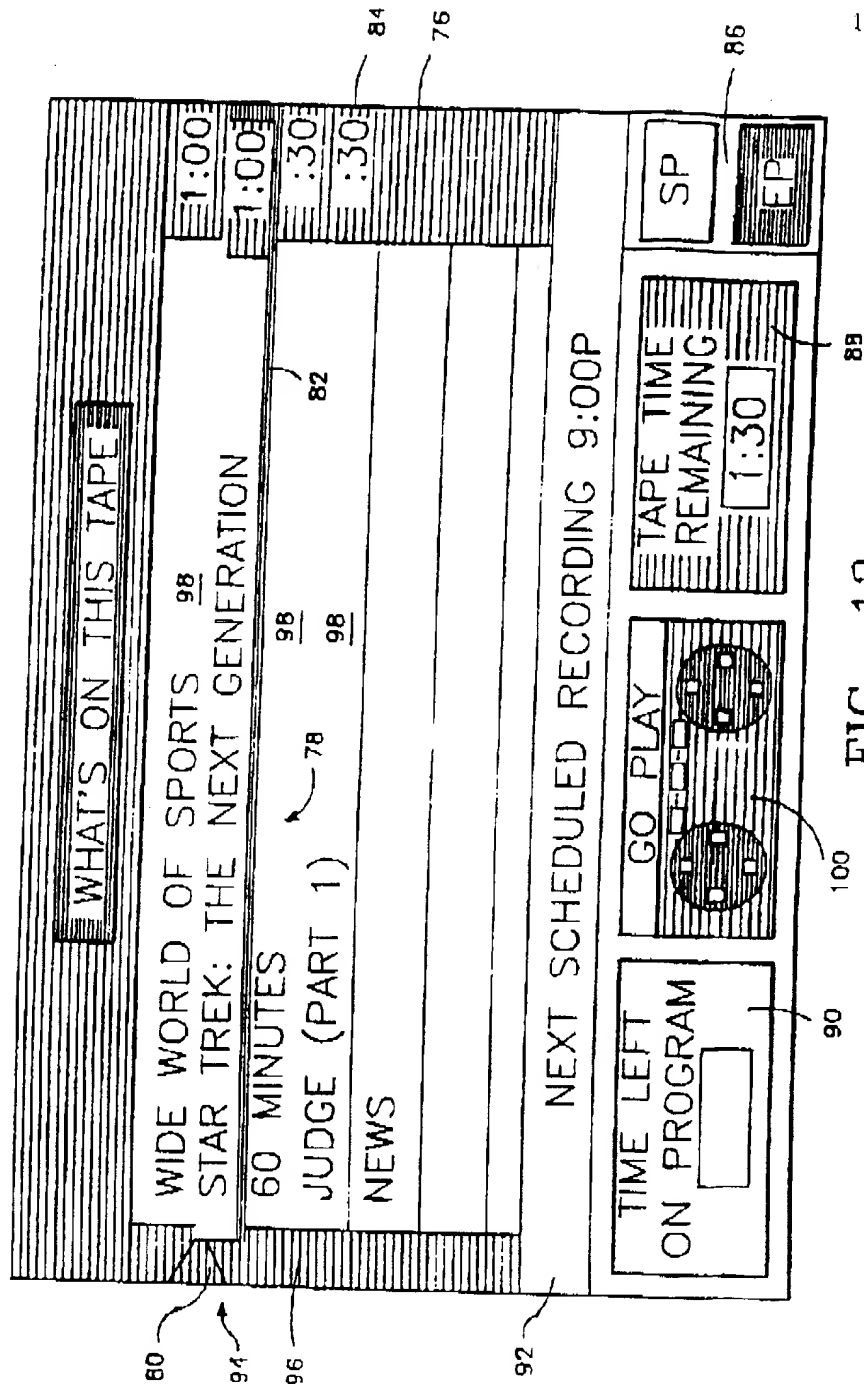 WHAT'S ON THIS TAPE
WIDE WORLD OF SPORTS 98 1:00
STAR TREK: THE NEXT GENERATION 1:00
60 MINUTES 98 :30
JUDGE (PART 1) 98 :30
NEWS
NEXT SCHEDULED RECORDING 9:00P
TIME LEFT
ON PROGRAM
GO PLAY
TAPE TIME
REMAINING
1:30
SP
EP
80
94
96
92
78
82
84
76
86
88
90
100
1